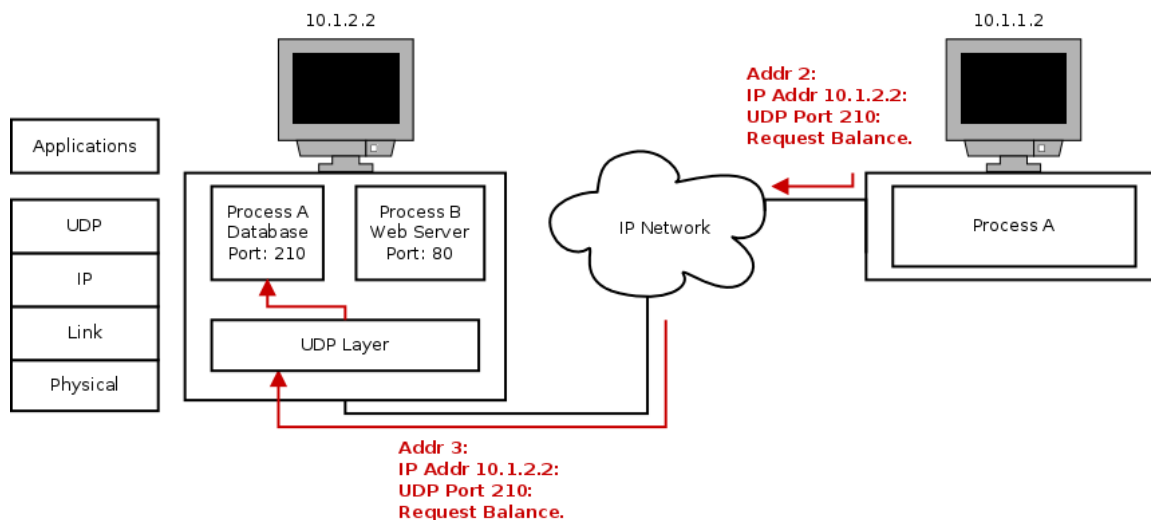 10.1.2.2
10.1.1.2
Addr 2:
IP Addr 10.1.2.2:
UDP Port 210:
Request Balance.
Applications
UDP
IP
Link
Physical
Process A
Database
Port: 210
Process B
Web Server
Port: 80
UDP Layer
IP Network
Process A
Addr 3:
IP Addr 10.1.2.2:
UDP Port 210:
Request Balance.